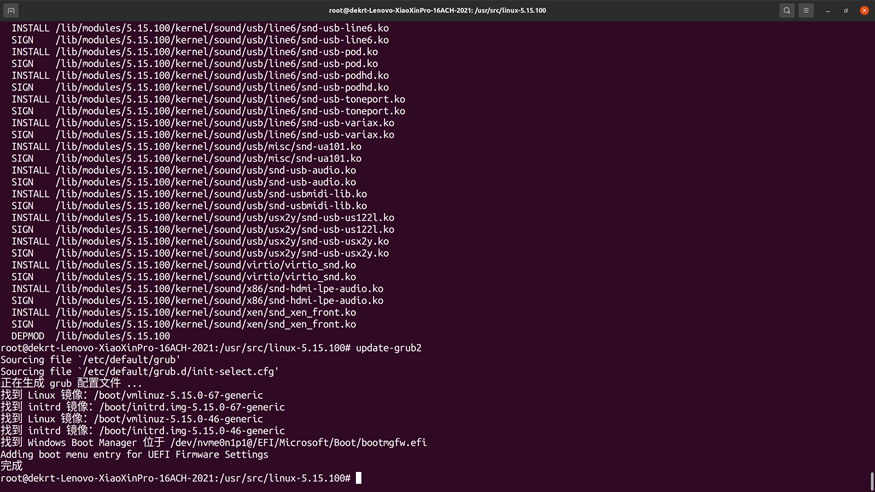 root@dekrt-Lenovo-XiaoXinPro-16ACH-2021: /usr/src/linux-5.15.100
INSTALL /lib/modules/5.15.100/kernel/sound/usb/line6/snd-usb-line6.ko
SIGN    /lib/modules/5.15.100/kernel/sound/usb/line6/snd-usb-line6.ko
INSTALL /lib/modules/5.15.100/kernel/sound/usb/line6/snd-usb-pod.ko
SIGN    /lib/modules/5.15.100/kernel/sound/usb/line6/snd-usb-pod.ko
INSTALL /lib/modules/5.15.100/kernel/sound/usb/line6/snd-usb-podhd.ko
SIGN    /lib/modules/5.15.100/kernel/sound/usb/line6/snd-usb-podhd.ko
INSTALL /lib/modules/5.15.100/kernel/sound/usb/line6/snd-usb-toneport.ko
SIGN    /lib/modules/5.15.100/kernel/sound/usb/line6/snd-usb-toneport.ko
INSTALL /lib/modules/5.15.100/kernel/sound/usb/line6/snd-usb-variax.ko
SIGN    /lib/modules/5.15.100/kernel/sound/usb/line6/snd-usb-variax.ko
INSTALL /lib/modules/5.15.100/kernel/sound/usb/misc/snd-ua101.ko
SIGN    /lib/modules/5.15.100/kernel/sound/usb/misc/snd-ua101.ko
INSTALL /lib/modules/5.15.100/kernel/sound/usb/snd-usb-audio.ko
SIGN    /lib/modules/5.15.100/kernel/sound/usb/snd-usb-audio.ko
INSTALL /lib/modules/5.15.100/kernel/sound/usb/snd-usbmidi-lib.ko
SIGN    /lib/modules/5.15.100/kernel/sound/usb/snd-usbmidi-lib.ko
INSTALL /lib/modules/5.15.100/kernel/sound/usb/usx2y/snd-usb-us122l.ko
SIGN    /lib/modules/5.15.100/kernel/sound/usb/usx2y/snd-usb-us122l.ko
INSTALL /lib/modules/5.15.100/kernel/sound/usb/usx2y/snd-usb-usx2y.ko
SIGN    /lib/modules/5.15.100/kernel/sound/usb/usx2y/snd-usb-usx2y.ko
INSTALL /lib/modules/5.15.100/kernel/sound/virtio/virtio_snd.ko
SIGN    /lib/modules/5.15.100/kernel/sound/virtio/virtio_snd.ko
INSTALL /lib/modules/5.15.100/kernel/sound/x86/snd-hdmi-lpe-audio.ko
SIGN    /lib/modules/5.15.100/kernel/sound/x86/snd-hdmi-lpe-audio.ko
INSTALL /lib/modules/5.15.100/kernel/sound/xen/snd_xen_front.ko
SIGN    /lib/modules/5.15.100/kernel/sound/xen/snd_xen_front.ko
DEPMOD  /lib/modules/5.15.100
root@dekrt-Lenovo-XiaoXinPro-16ACH-2021:/usr/src/linux-5.15.100# update-grub2
Sourcing file `/etc/default/grub'
Sourcing file `/etc/default/grub.d/init-select.cfg'
正在生成 grub 配置文件 ...
找到 Linux 镜像：/boot/vmlinuz-5.15.0-67-generic
找到 initrd 镜像：/boot/initrd.img-5.15.0-67-generic
找到 Linux 镜像：/boot/vmlinuz-5.15.0-46-generic
找到 initrd 镜像：/boot/initrd.img-5.15.0-46-generic
找到 Windows Boot Manager 位于 /dev/nvme0n1p1@/EFI/Microsoft/Boot/bootmgfw.efi
Adding boot menu entry for UEFI Firmware Settings
完成
root@dekrt-Lenovo-XiaoXinPro-16ACH-2021:/usr/src/linux-5.15.100#